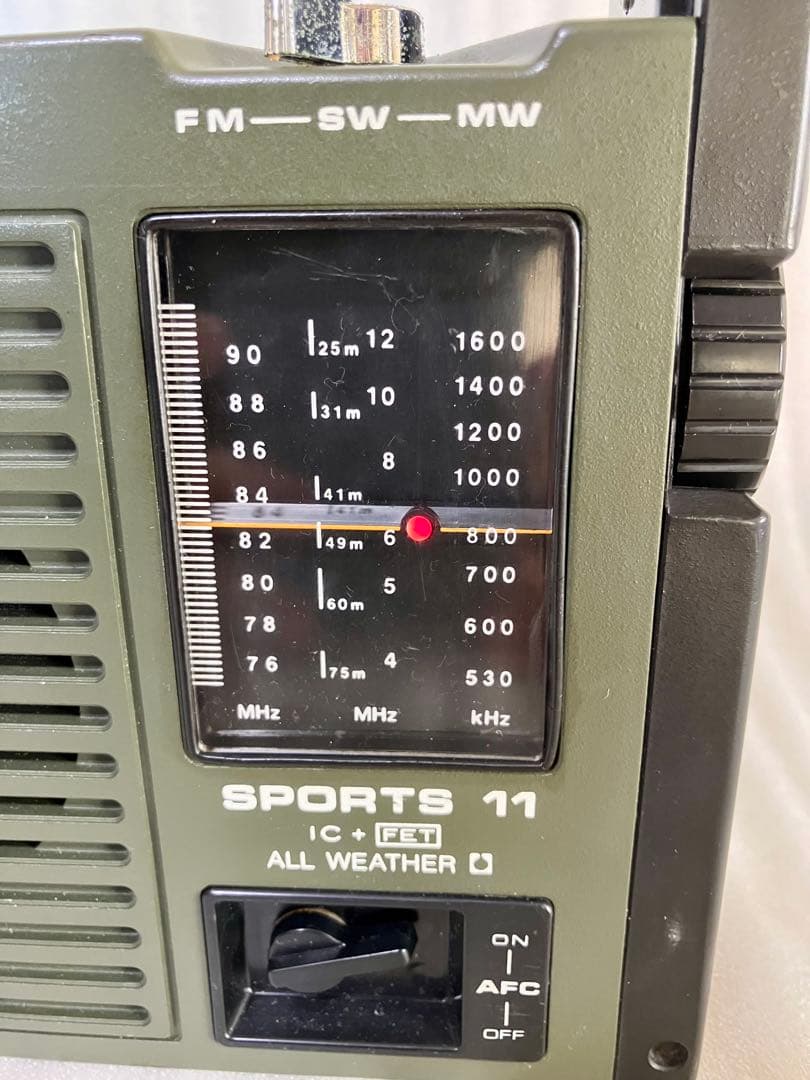 FM—SW—MW
90 25m 12 1600
88 31m 10 1400
86 8 1200
84 41m 1000
82 49m 6 800
80 60m 5 700
78 600
76 75m 4 530
MHz MHz kHz
SPORTS 11
IC + FET
ALL WEATHER
ON
AFC
OFF